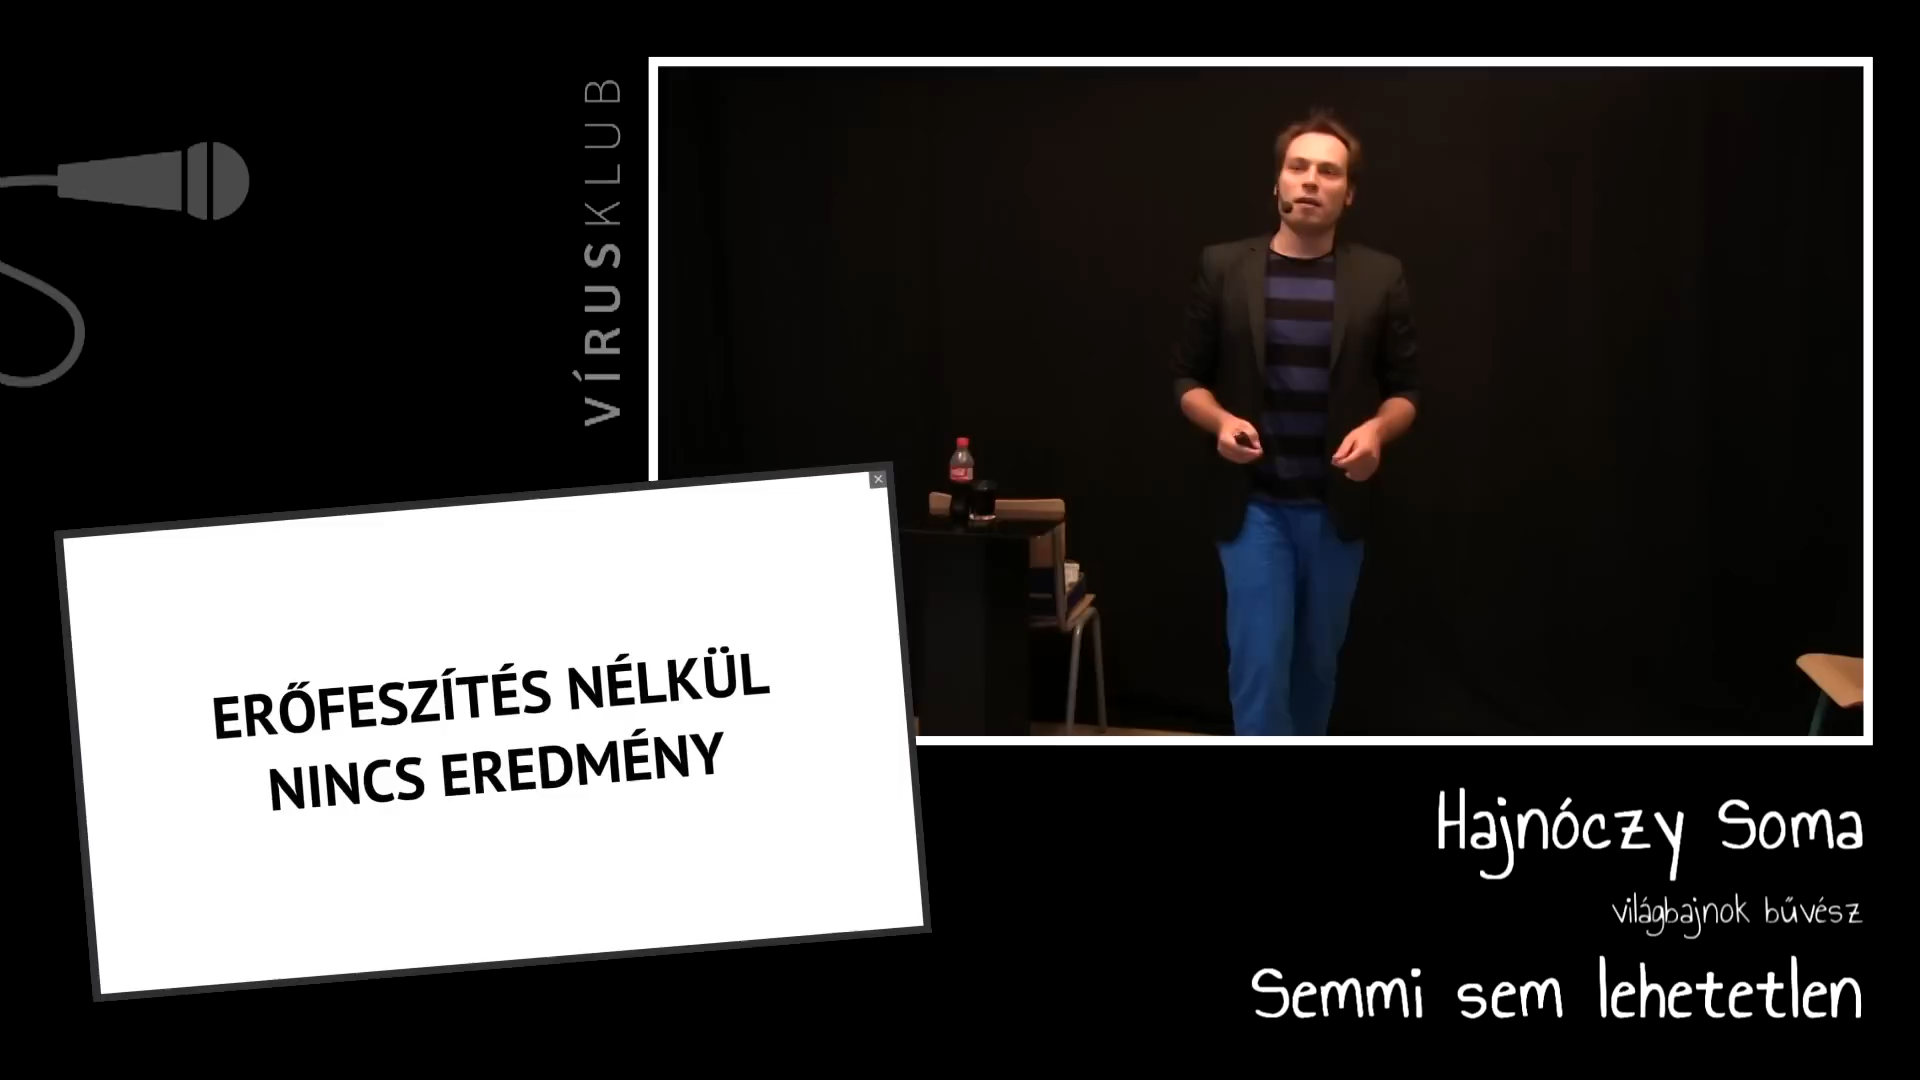 VÍRUSKLUB
ERŐFESZÍTÉS NÉLKÜL
NINCS EREDMÉNY
Hajnóczy Soma
világbajnok bűvész
Semmi sem lehetetlen